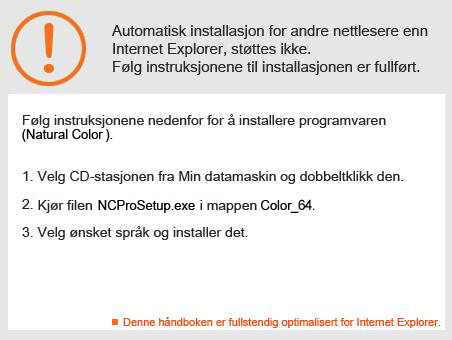 Automatisk installasjon for andre nettlesere enn
Internet Explorer, støttes ikke.
Følg instruksjonene til installasjonen er fullført.
Følg instruksjonene nedenfor for å installere programvaren
(Natural Color ).
1. Velg CD-stasjonen fra Min datamaskin og dobbeltklikk den.
2. Kjør filen NCProSetup.exe i mappen Color_64.
3. Velg ønsket språk og installer det.
Denne håndboken er fullstendig optimalisert for Internet Explorer.